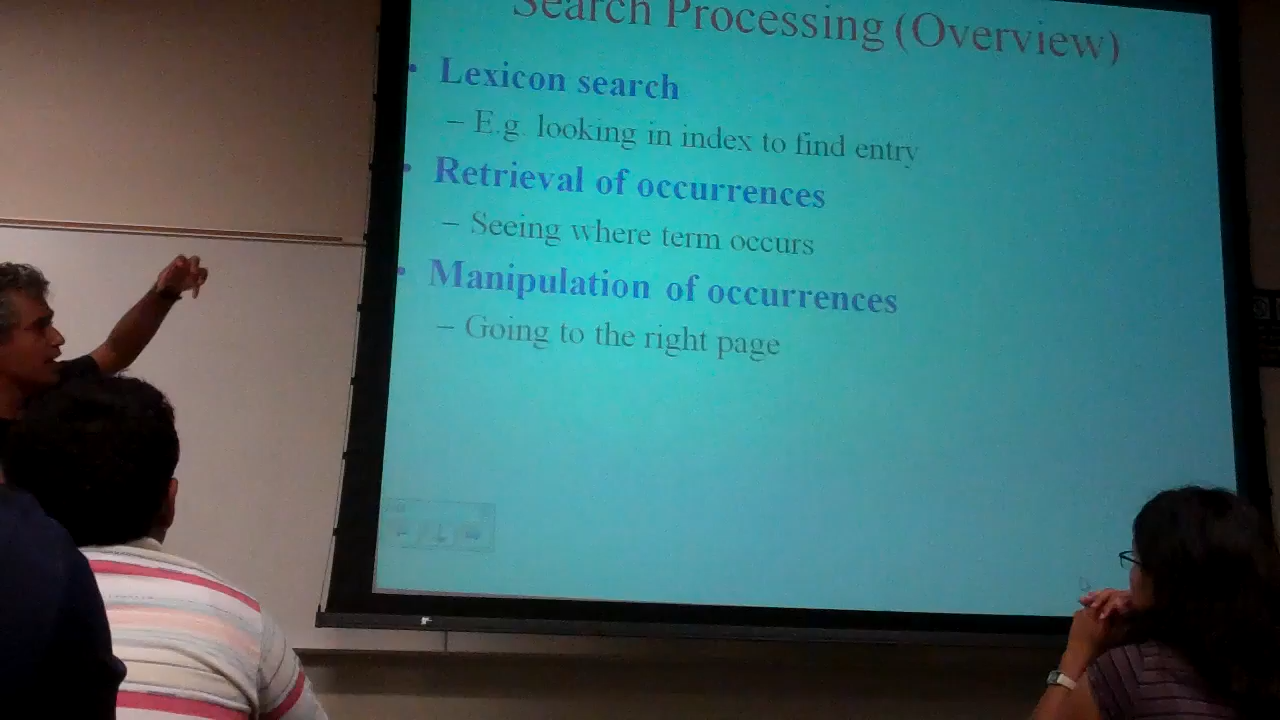 Search Processing (Overview)
• Lexicon search
– E.g. looking in index to find entry
• Retrieval of occurrences
– Seeing where term occurs
• Manipulation of occurrences
– Going to the right page